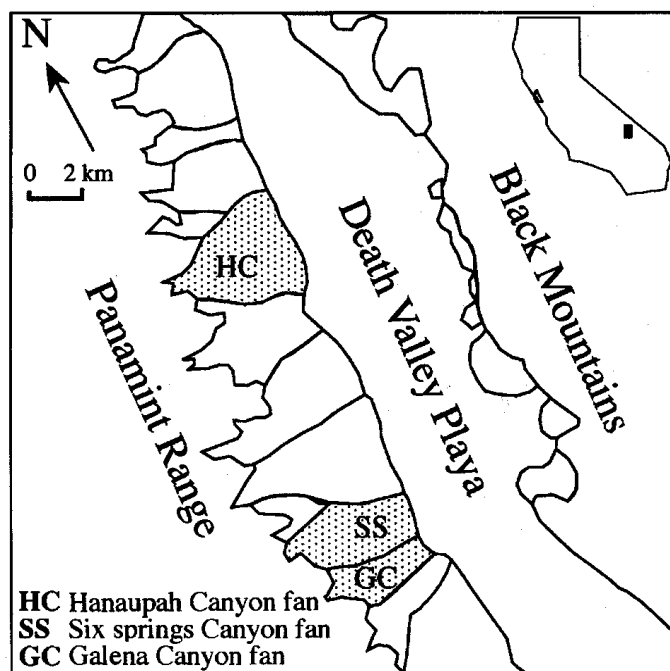 N
0 2 km
HC
Panamint Range
Death Valley Playa
Black Mountains
SS
GC
HC Hanaupah Canyon fan
SS Six springs Canyon fan
GC Galena Canyon fan